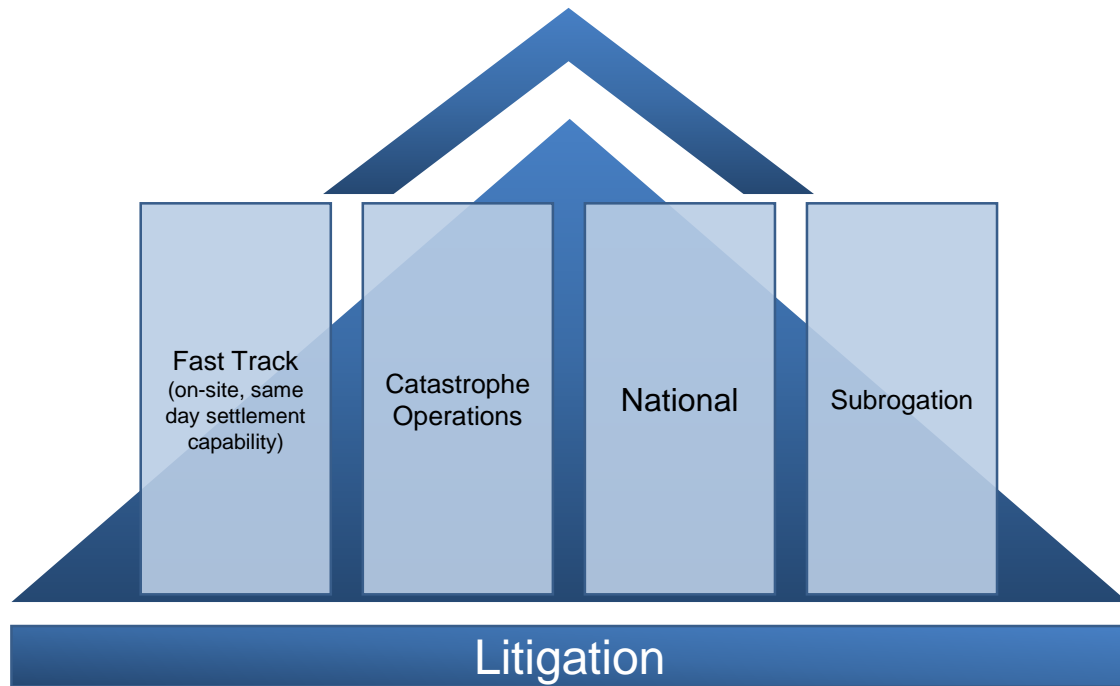 Fast Track
(on-site, same
day settlement
capability)
Catastrophe
Operations
National
Subrogation
Litigation